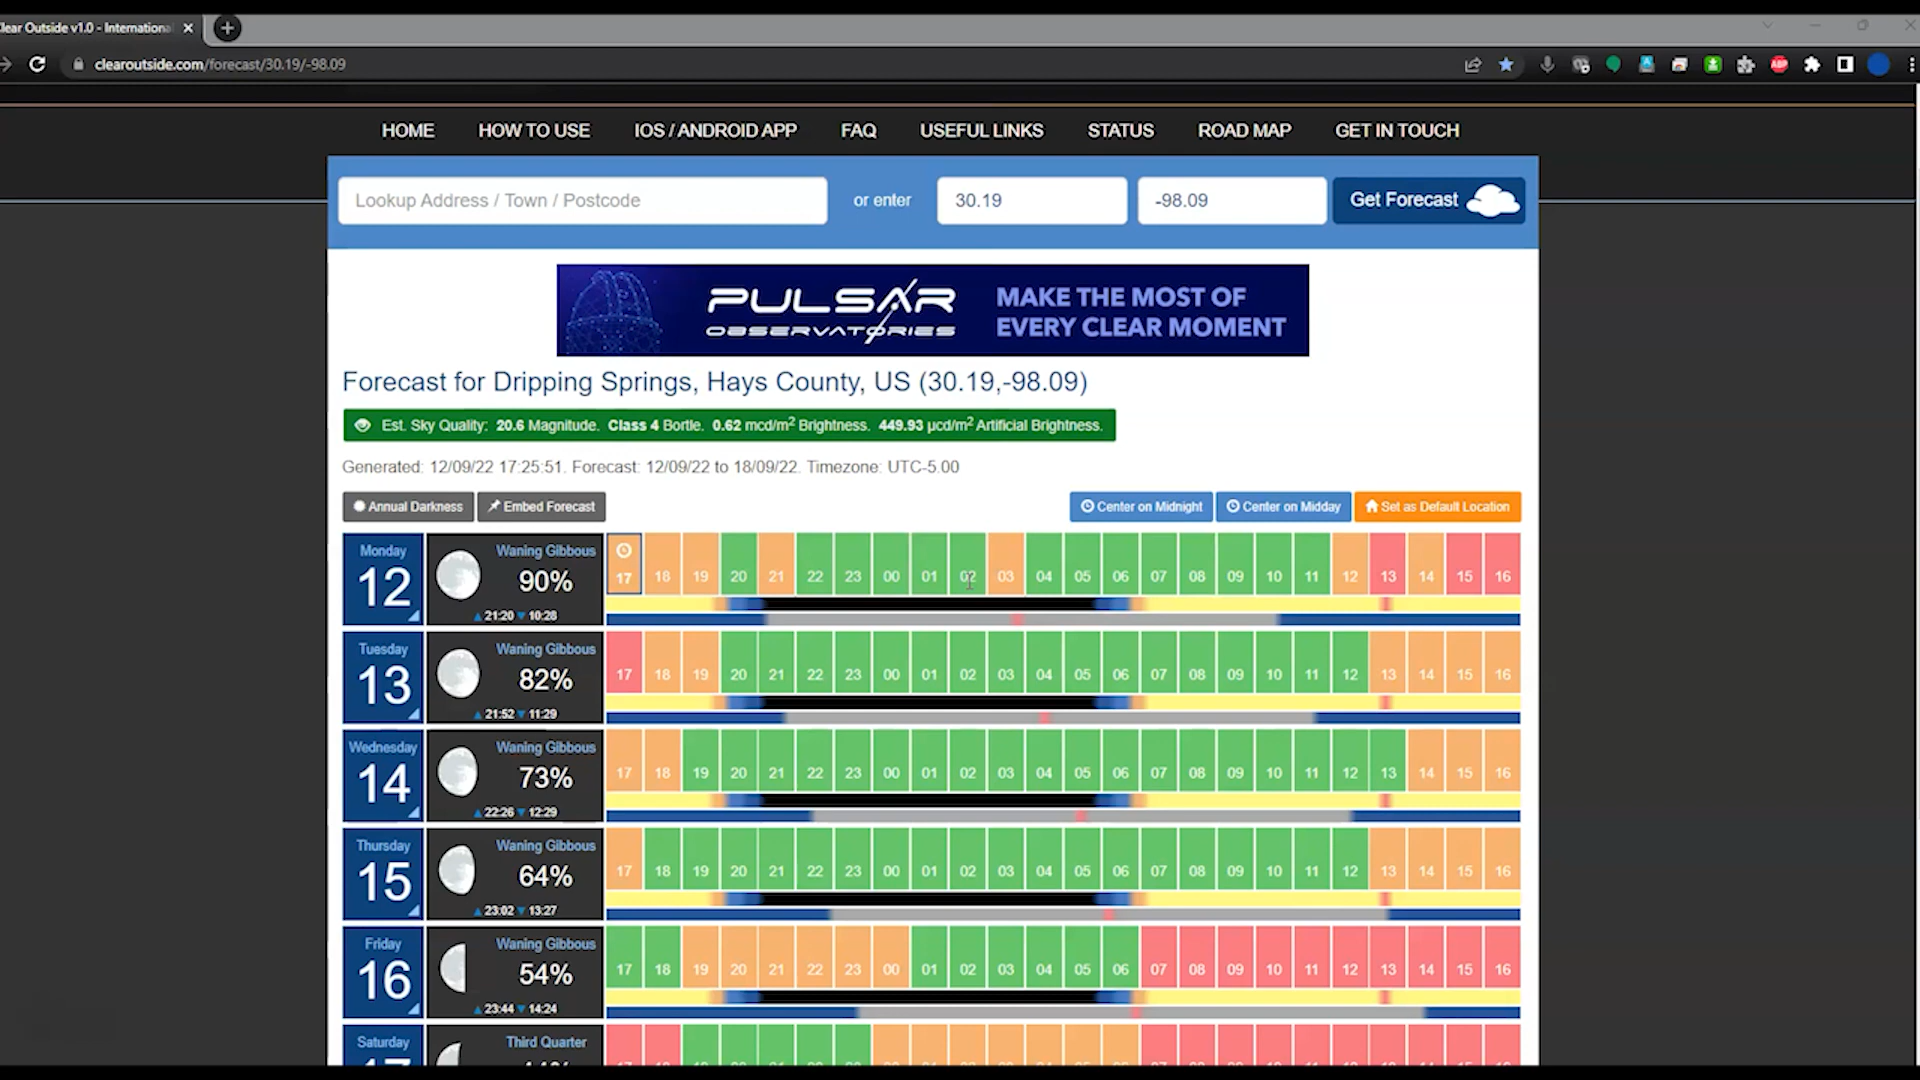 Clear Outside v1.0 - Internationa
clearoutside.com/forecast/30.19/-98.09
HOME HOW TO USE IOS / ANDROID APP FAQ USEFUL LINKS STATUS ROAD MAP GET IN TOUCH
Lookup Address / Town / Postcode or enter 30.19 -98.09 Get Forecast
PULSAR OBSERVATORIES
MAKE THE MOST OF
EVERY CLEAR MOMENT
Forecast for Dripping Springs, Hays County, US (30.19,-98.09)
Est. Sky Quality: 20.6 Magnitude. Class 4 Bortle. 0.62 mcd/m² Brightness. 449.93 µcd/m² Artificial Brightness.
Generated: 12/09/22 17:25:51. Forecast: 12/09/22 to 18/09/22. Timezone: UTC-5.00
Annual Darkness Embed Forecast Center on Midnight Center on Midday Set as Default Location
Monday Waning Gibbous
12 90% 17 18 19 20 21 22 23 00 01 02 03 04 05 06 07 08 09 10 11 12 13 14 15 16
21:20 10:28
Tuesday Waning Gibbous
13 82% 17 18 19 20 21 22 23 00 01 02 03 04 05 06 07 08 09 10 11 12 13 14 15 16
21:52 11:29
Wednesday Waning Gibbous
14 73% 17 18 19 20 21 22 23 00 01 02 03 04 05 06 07 08 09 10 11 12 13 14 15 16
22:26 12:29
Thursday Waning Gibbous
15 64% 17 18 19 20 21 22 23 00 01 02 03 04 05 06 07 08 09 10 11 12 13 14 15 16
23:02 13:27
Friday Waning Gibbous
16 54% 17 18 19 20 21 22 23 00 01 02 03 04 05 06 07 08 09 10 11 12 13 14 15 16
23:44 14:24
Saturday Third Quarter